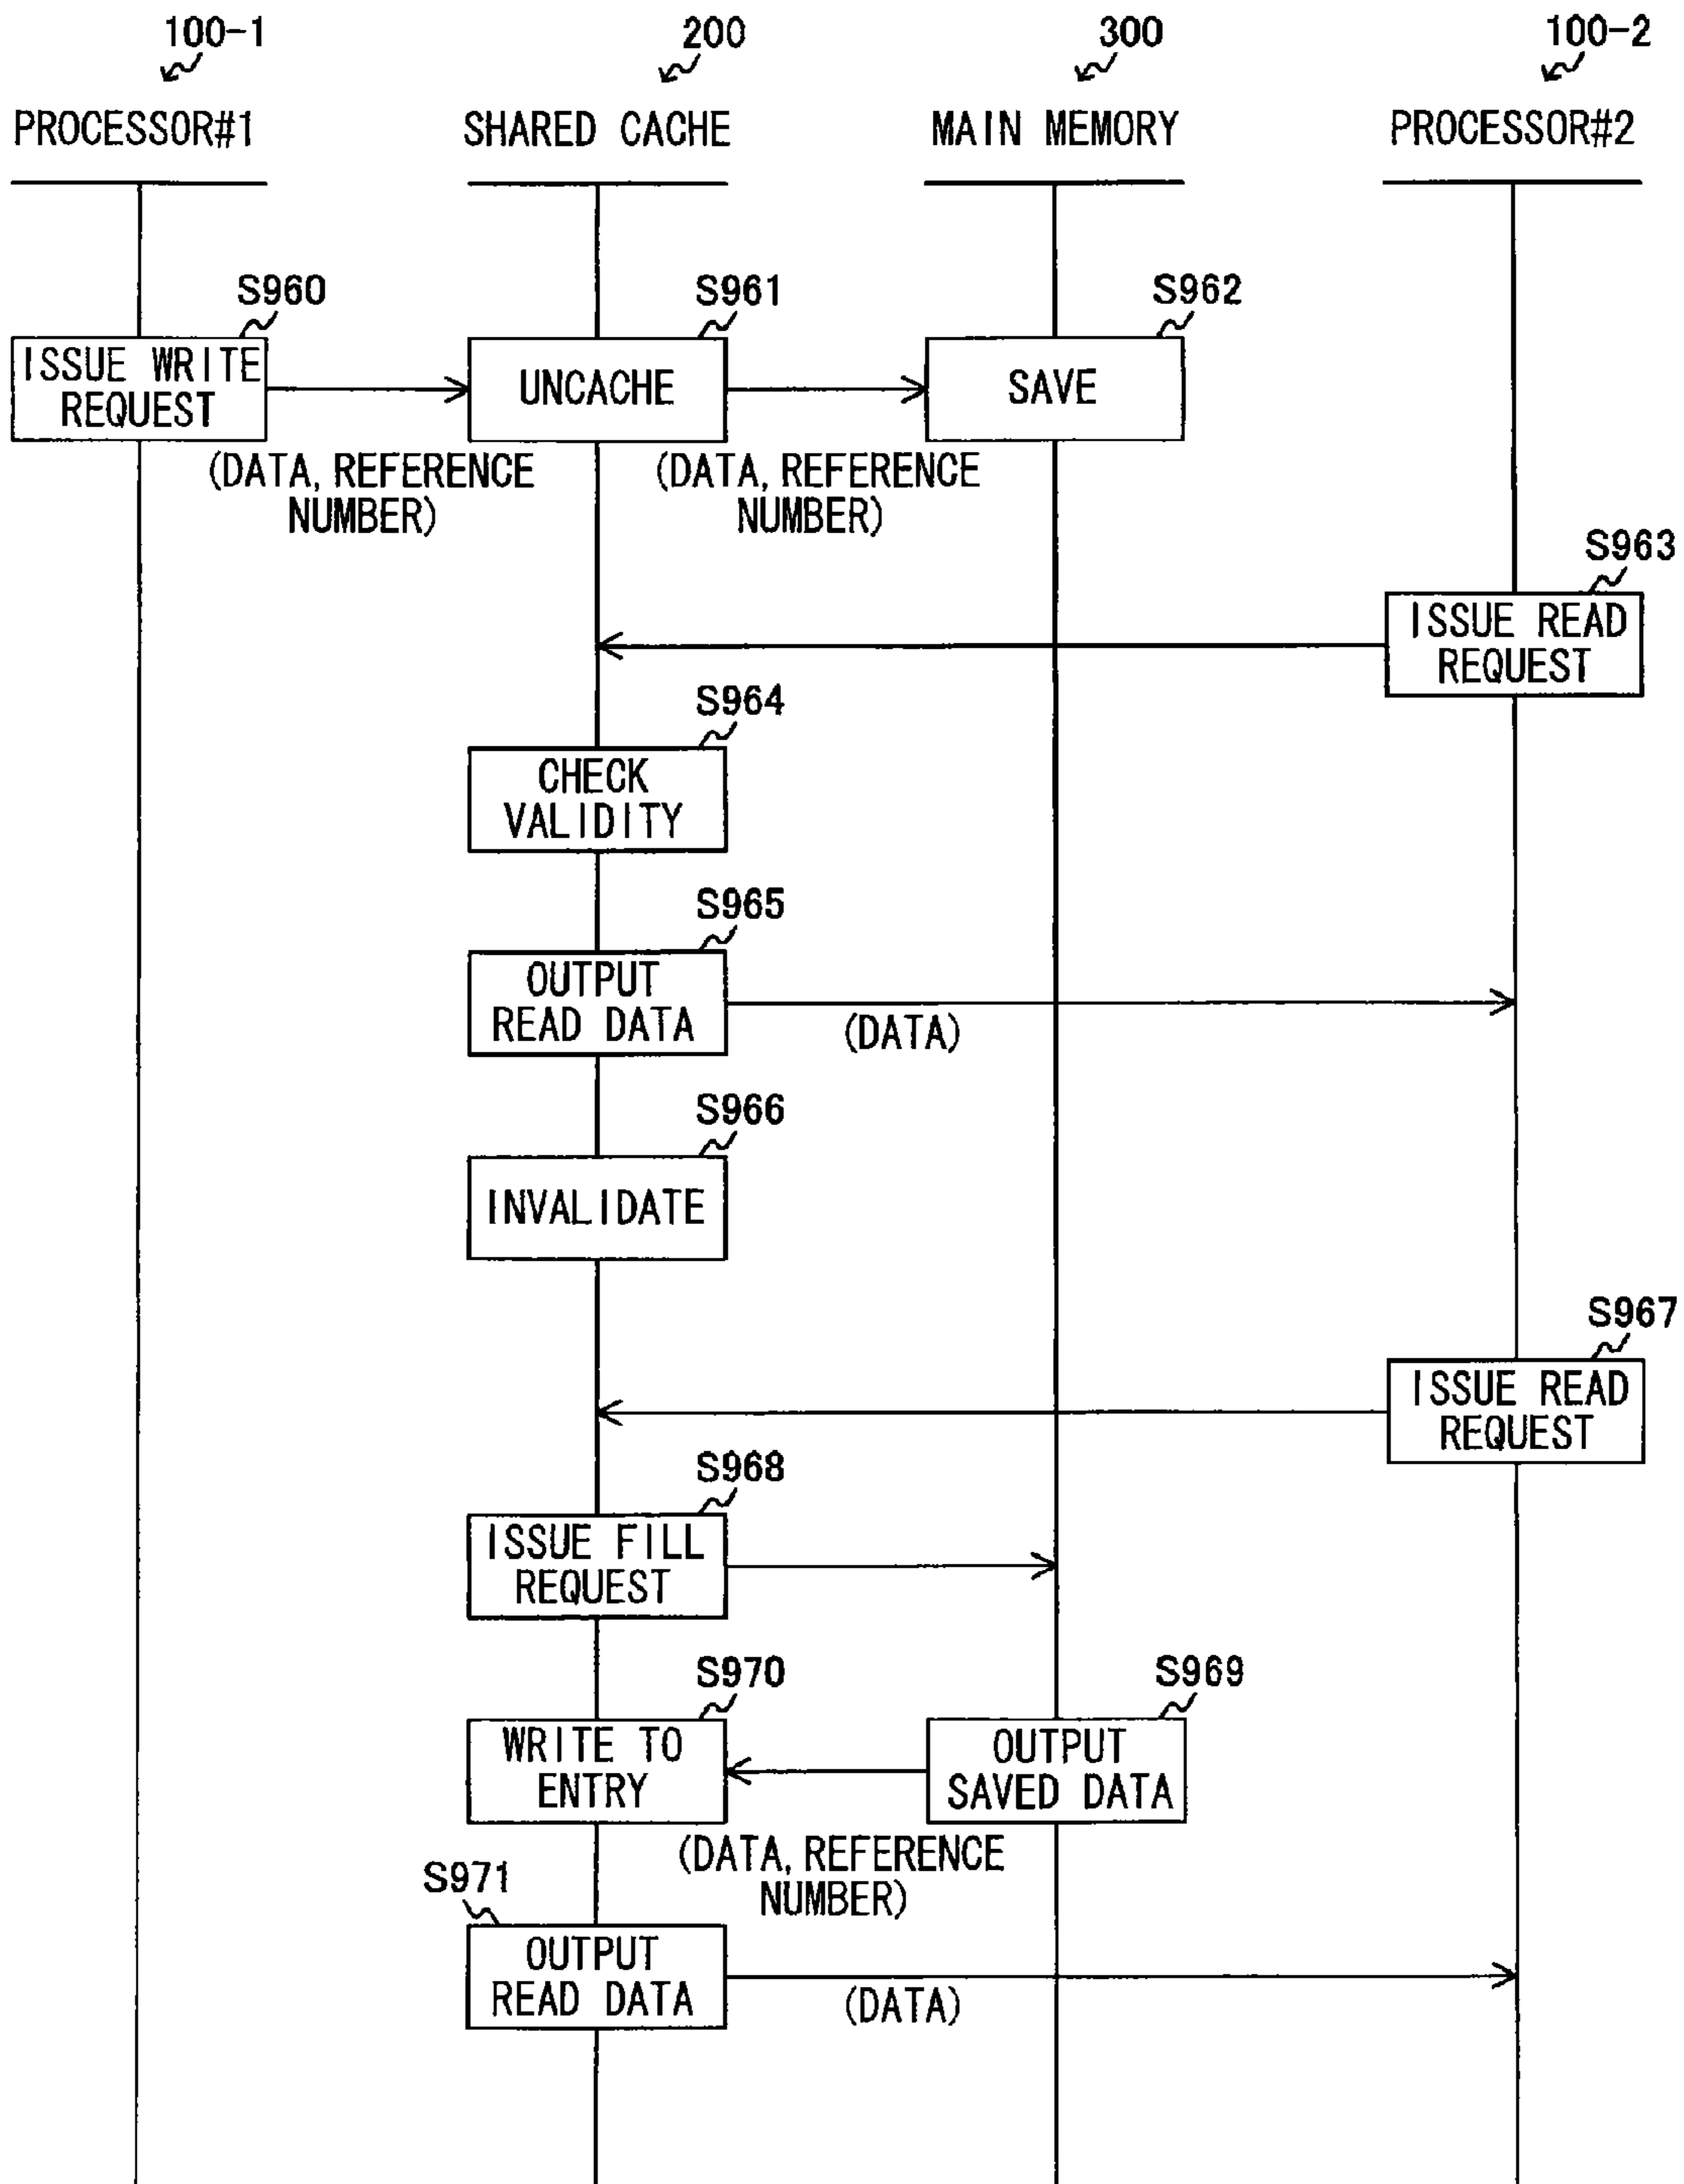 100-1
200
300
100-2
PROCESSOR#1
SHARED CACHE
MAIN MEMORY
PROCESSOR#2
S960
S961
S962
ISSUE WRITE
REQUEST
UNCACHE
SAVE
(DATA, REFERENCE
NUMBER)
(DATA, REFERENCE
NUMBER)
S963
ISSUE READ
REQUEST
S964
CHECK
VALIDITY
S965
OUTPUT
READ DATA
(DATA)
S966
INVALIDATE
S967
ISSUE READ
REQUEST
S968
ISSUE FILL
REQUEST
S970
S969
WRITE TO
ENTRY
OUTPUT
SAVED DATA
(DATA, REFERENCE
NUMBER)
S971
OUTPUT
READ DATA
(DATA)